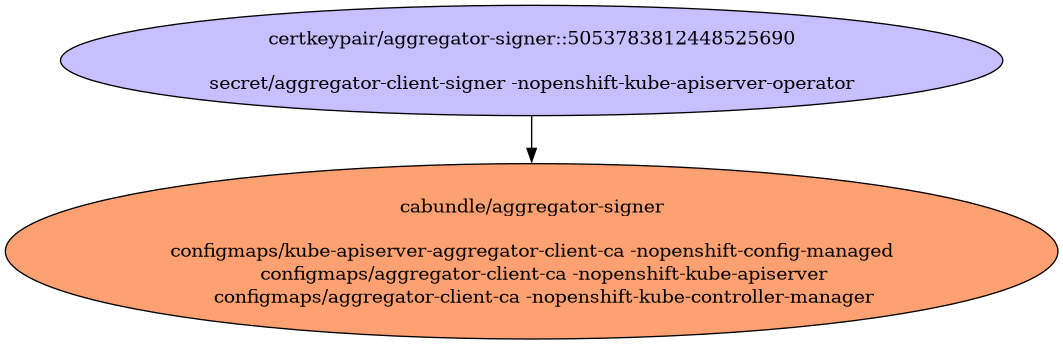 certkeypair/aggregator-signer::5053783812448525690
secret/aggregator-client-signer -nopenshift-kube-apiserver-operator
cabundle/aggregator-signer
configmaps/kube-apiserver-aggregator-client-ca -nopenshift-config-managed
configmaps/aggregator-client-ca -nopenshift-kube-apiserver
configmaps/aggregator-client-ca -nopenshift-kube-controller-manager